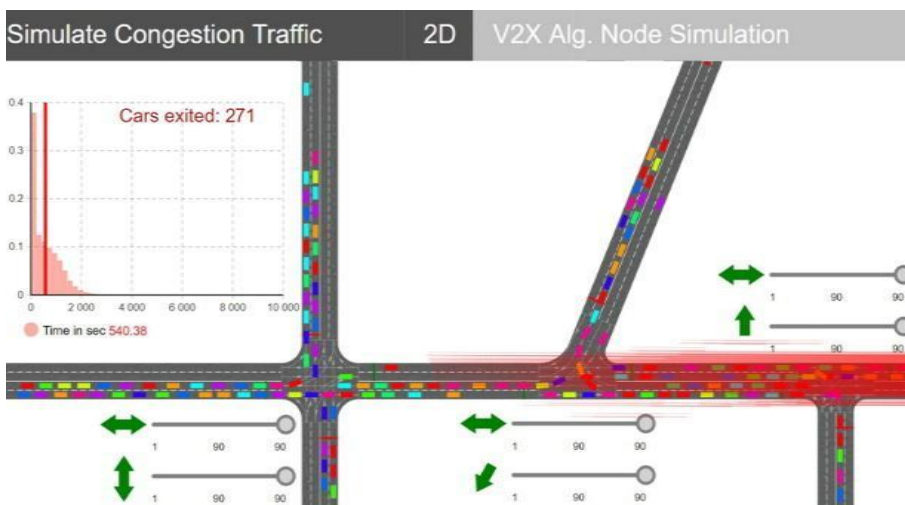 Simulate Congestion Traffic 2D V2X Alg. Node Simulation
Cars exited: 271
0.4
0.3
0.2
0.1
0
0 2 000 4 000 6 000 8 000 10 000
Time in sec 540.38
1 90 90
1 90 90
1 90 90
1 90 90
1 90 90
1 90 90